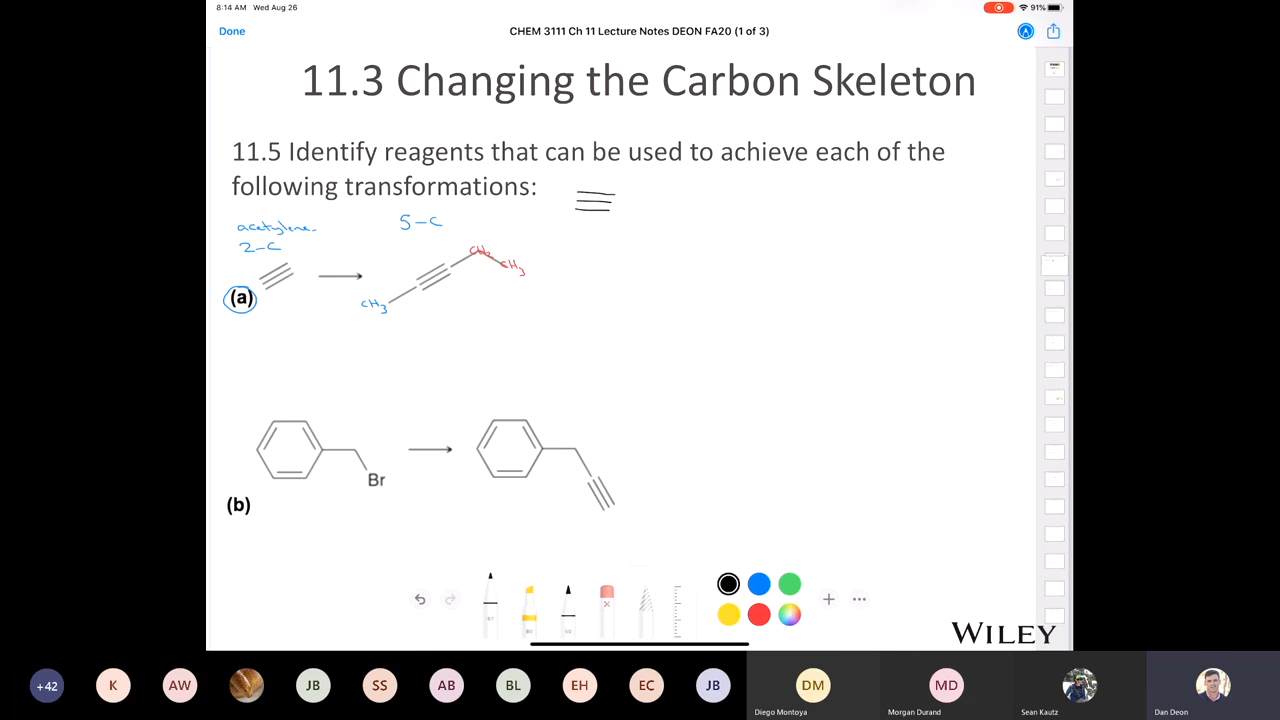 8:14 AM Wed Aug 26
91%
Done
CHEM 3111 Ch 11 Lecture Notes DEON FA20 (1 of 3)
11.3 Changing the Carbon Skeleton
11.5 Identify reagents that can be used to achieve each of the
following transformations:
acetylene
2-C
5-C
CH2
CH3
(a)
CH3
Br
(b)
WILEY
+42
K
AW
JB
SS
AB
BL
EH
EC
JB
DM
MD
Diego Montoya
Morgan Durand
Sean Kautz
Dan Deon